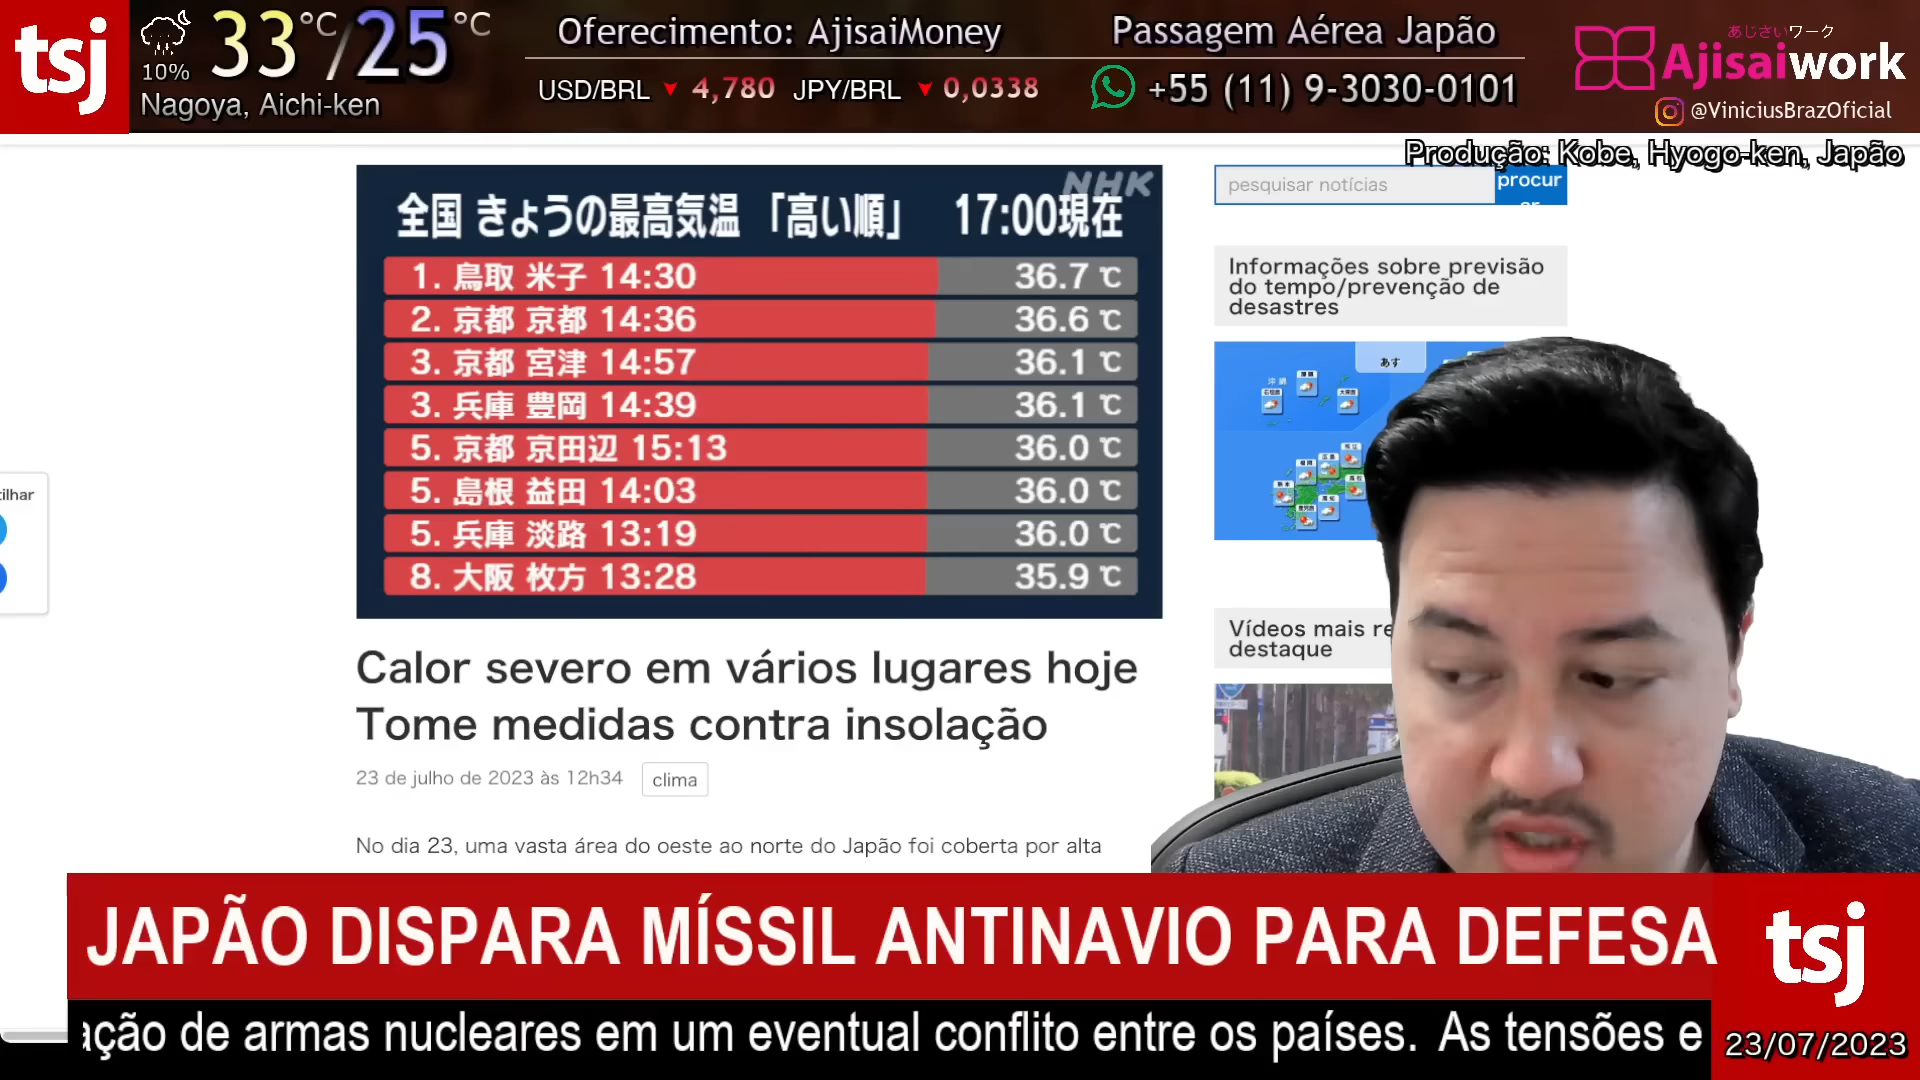 tsj
10%
33°C/25°C
Nagoya, Aichi-ken
Oferecimento: AjisaiMoney
USD/BRL 4,780 JPY/BRL 0,0338
Passagem Aérea Japão
+55 (11) 9-3030-0101
あじさいワーク
Ajisaiwork
@ViniciusBrazOficial
Produção: Kobe, Hyogo-ken, Japão
NHK
全国 きょうの最高気温 「高い順」 17:00現在
1. 鳥取 米子 14:30 36.7℃
2. 京都 京都 14:36 36.6℃
3. 京都 宮津 14:57 36.1℃
3. 兵庫 豊岡 14:39 36.1℃
5. 京都 京田辺 15:13 36.0℃
5. 島根 益田 14:03 36.0℃
5. 兵庫 淡路 13:19 36.0℃
8. 大阪 枚方 13:28 35.9℃
pesquisar notícias
procur
Informações sobre previsão
do tempo/prevenção de
desastres
あす
沖縄
tilhar
Vídeos mais re
destaque
Calor severo em vários lugares hoje
Tome medidas contra insolação
23 de julho de 2023 às 12h34 clima
No dia 23, uma vasta área do oeste ao norte do Japão foi coberta por alta
JAPÃO DISPARA MÍSSIL ANTINAVIO PARA DEFESA
tsj
ação de armas nucleares em um eventual conflito entre os países. As tensões e
23/07/2023